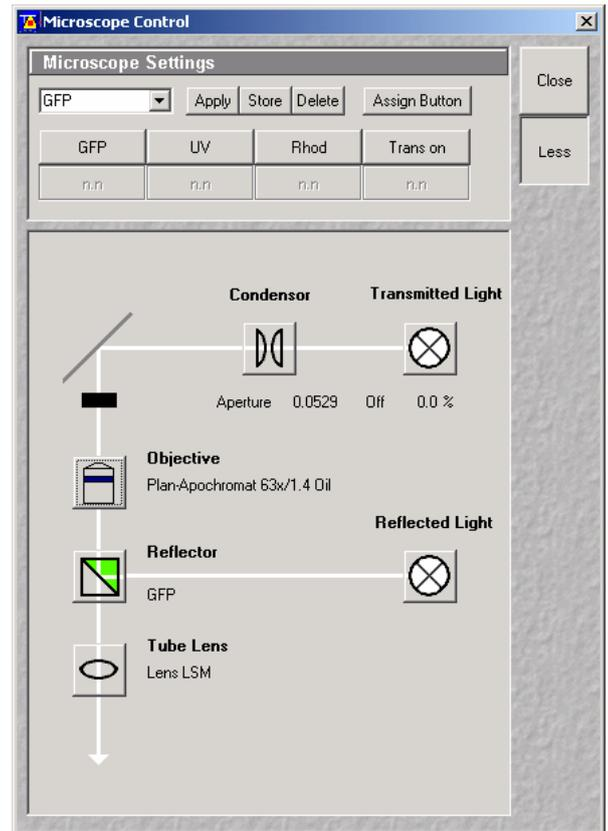 Microscope Control
Microscope Settings
Close
GFP Apply Store Delete Assign Button
GFP UV Rhod Trans on
Less
n.n n.n n.n n.n
Condensor Transmitted Light
Aperture 0.0529 Off 0.0 %
Objective
Plan-Apochromat 63x/1.4 Oil
Reflected Light
Reflector
GFP
Tube Lens
Lens LSM